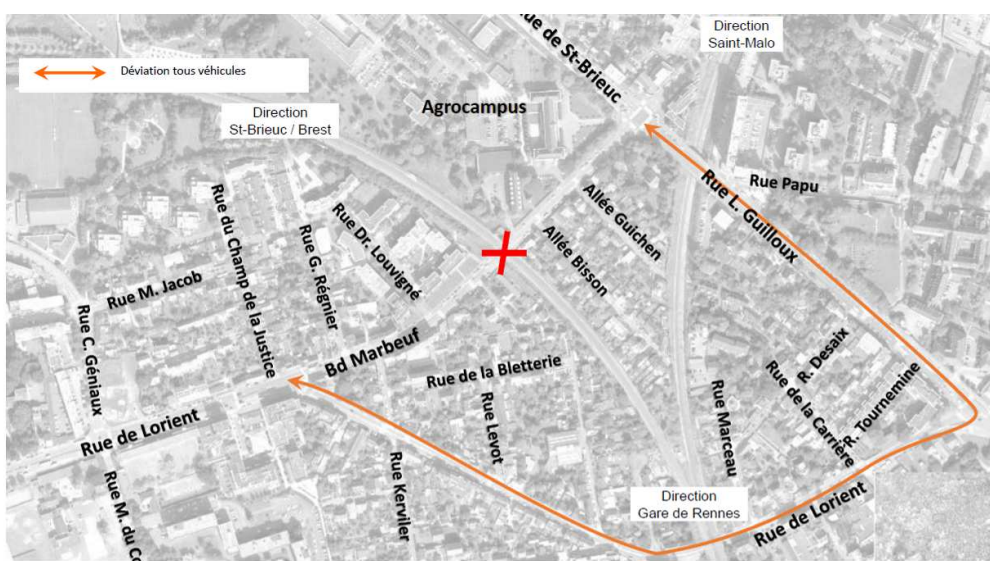 ue de St-Brieuc
Direction
Saint-Malo
Déviation tous véhicules
Agrocampus
Direction
St-Brieuc / Brest
Rue Papu
Rue L. Guilloux
Allée Guichen
Allée Bisson
Rue Dr. Louvigné
Rue G. Régnier
Rue du Champ de la Justice
Rue M. Jacob
Rue C. Géniaux
Bd Marbeuf
Rue de la Bletterie
Rue Levot
Rue Marceau
R. Desaix
Rue de la Carrière
R. Tournemine
Rue de Lorient
Rue Kerviler
Rue M. du Co
Direction
Gare de Rennes
Rue de Lorient